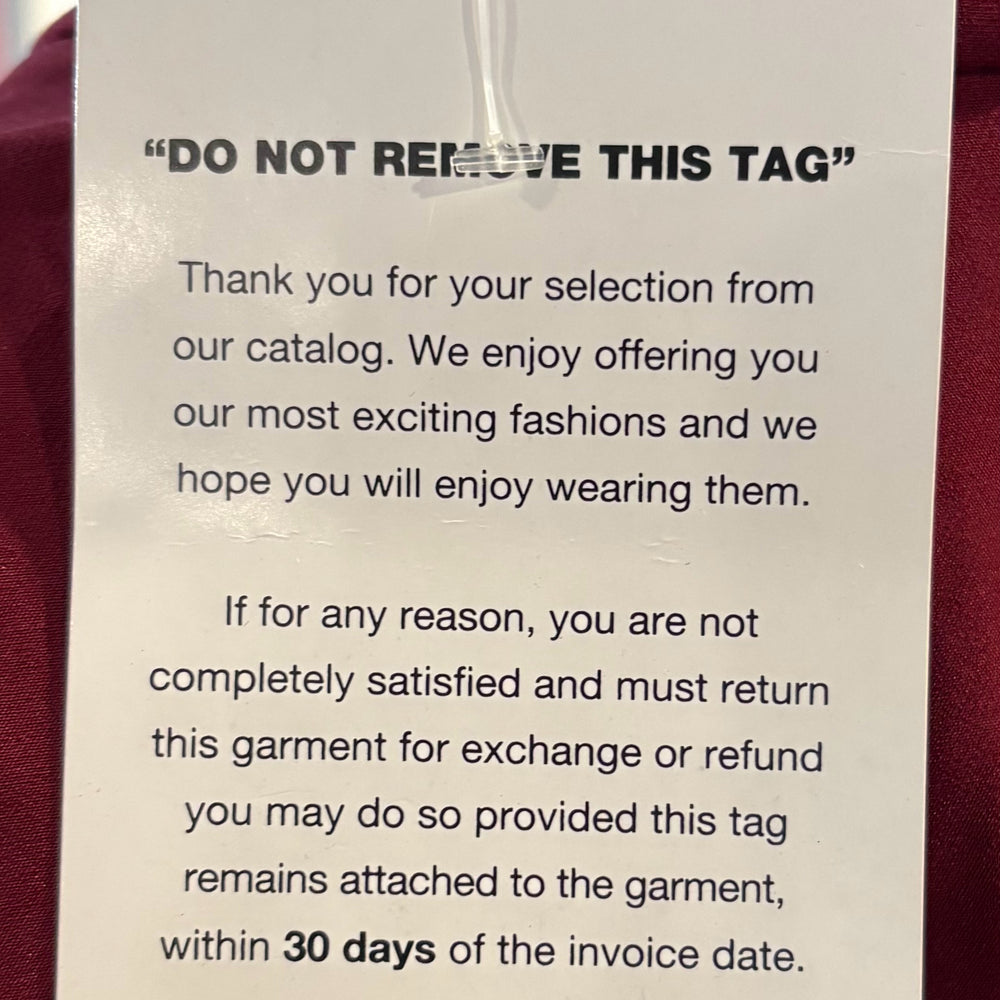 “DO NOT REMOVE THIS TAG”
Thank you for your selection from
our catalog. We enjoy offering you
our most exciting fashions and we
hope you will enjoy wearing them.
If for any reason, you are not
completely satisfied and must return
this garment for exchange or refund
you may do so provided this tag
remains attached to the garment,
within 30 days of the invoice date.